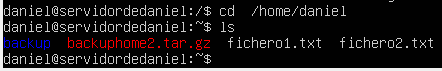 daniel@servidordedaniel:/$ cd  /home/daniel
daniel@servidordedaniel:~$ ls
backup  backuphome2.tar.gz  fichero1.txt  fichero2.txt
daniel@servidordedaniel:~$